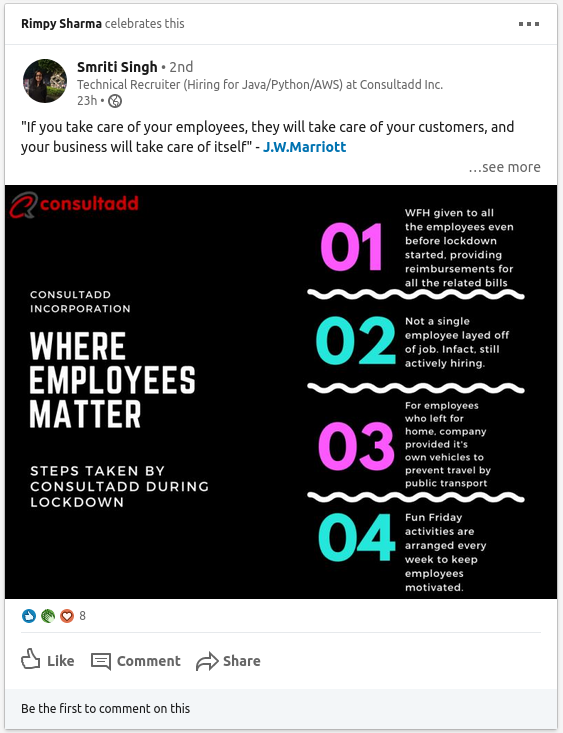 Rimpy Sharma celebrates this
Smriti Singh • 2nd
Technical Recruiter (Hiring for Java/Python/AWS) at Consultadd Inc.
23h •
"If you take care of your employees, they will take care of your customers, and
your business will take care of itself" - J.W.Marriott
...see more
consultadd
CONSULTADD
INCORPORATION
WHERE
EMPLOYEES
MATTER
STEPS TAKEN BY
CONSULTADD DURING
LOCKDOWN
01
WFH given to all
the employees even
before lockdown
started, providing
reimbursements for
all the related bills
02
Not a single
employee layed off
of job. Infact, still
actively hiring.
03
For employees
who left for
home, company
provided it's
own vehicles to
prevent travel by
public transport
04
Fun Friday
activities are
arranged every
week to keep
employees
motivated.
8
Like Comment Share
Be the first to comment on this